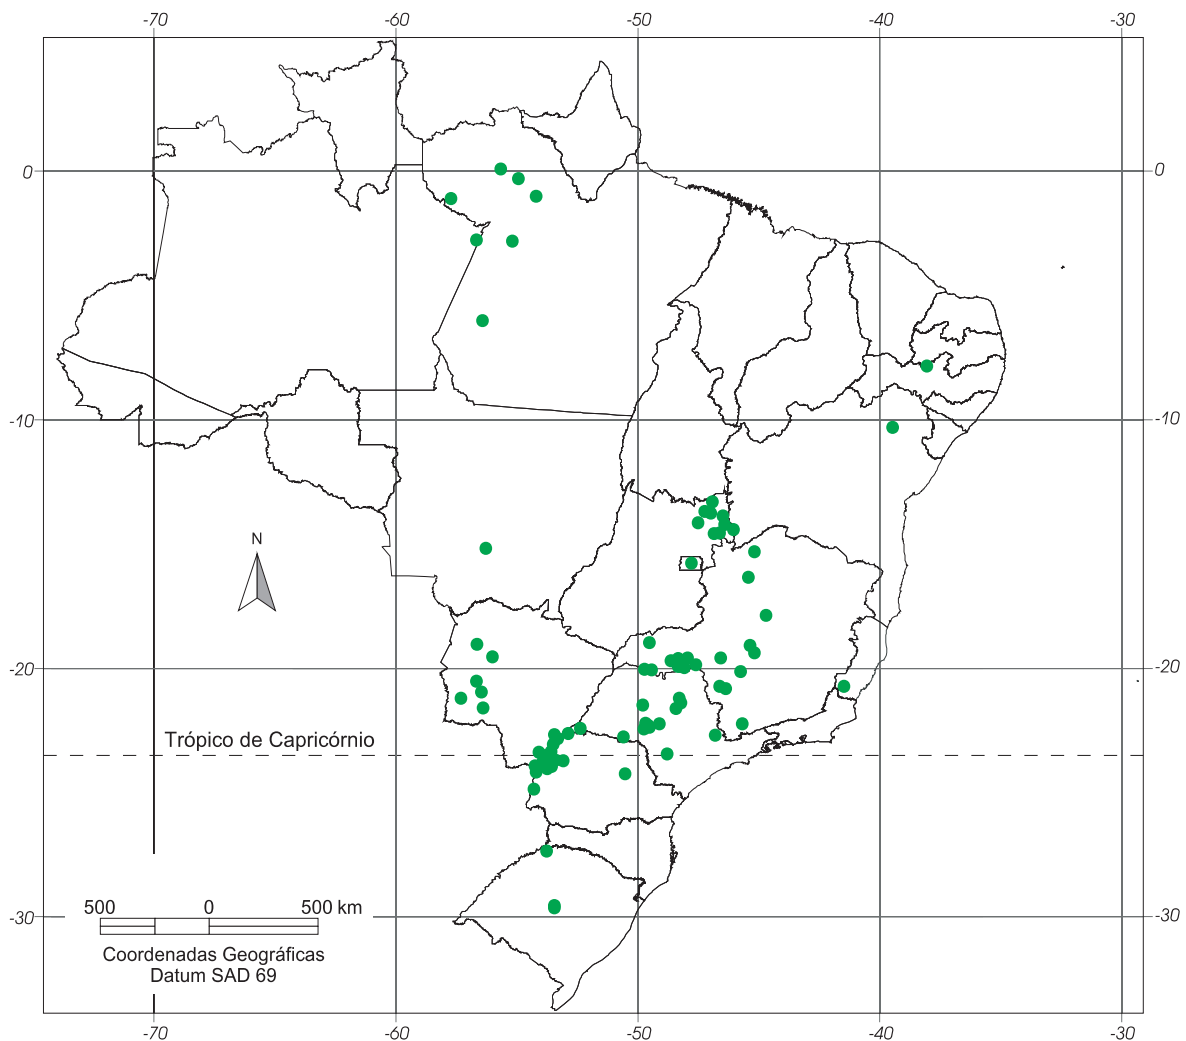 -70 -60 -50 -40 -30
0 0
-10 -10
N
-20 -20
Trópico de Capricórnio
500 0 500 km
-30 -30
Coordenadas Geográficas
Datum SAD 69
-70 -60 -50 -40 -30